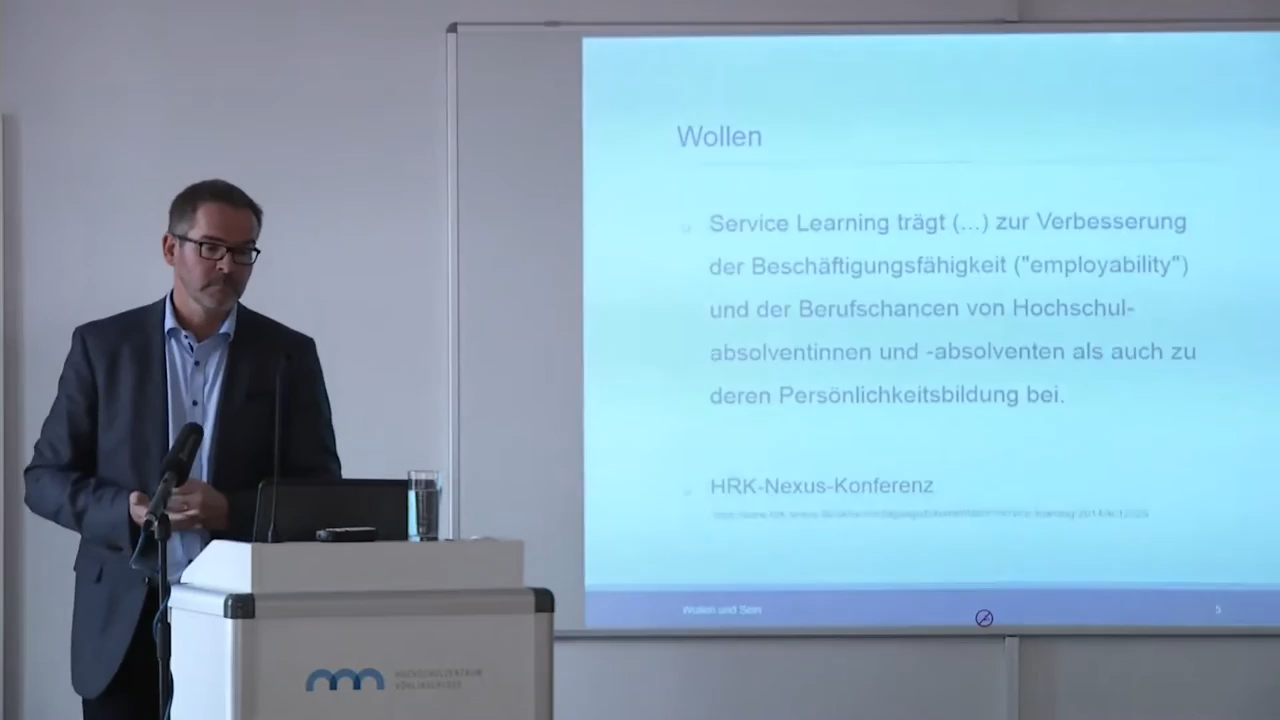 Wollen
Service Learning trägt (...) zur Verbesserung
der Beschäftigungsfähigkeit ("employability")
und der Berufschancen von Hochschul-
absolventinnen und -absolventen als auch zu
deren Persönlichkeitsbildung bei.
HRK-Nexus-Konferenz
Wollen und Sein
5
HOCHSCHULZENTRUM